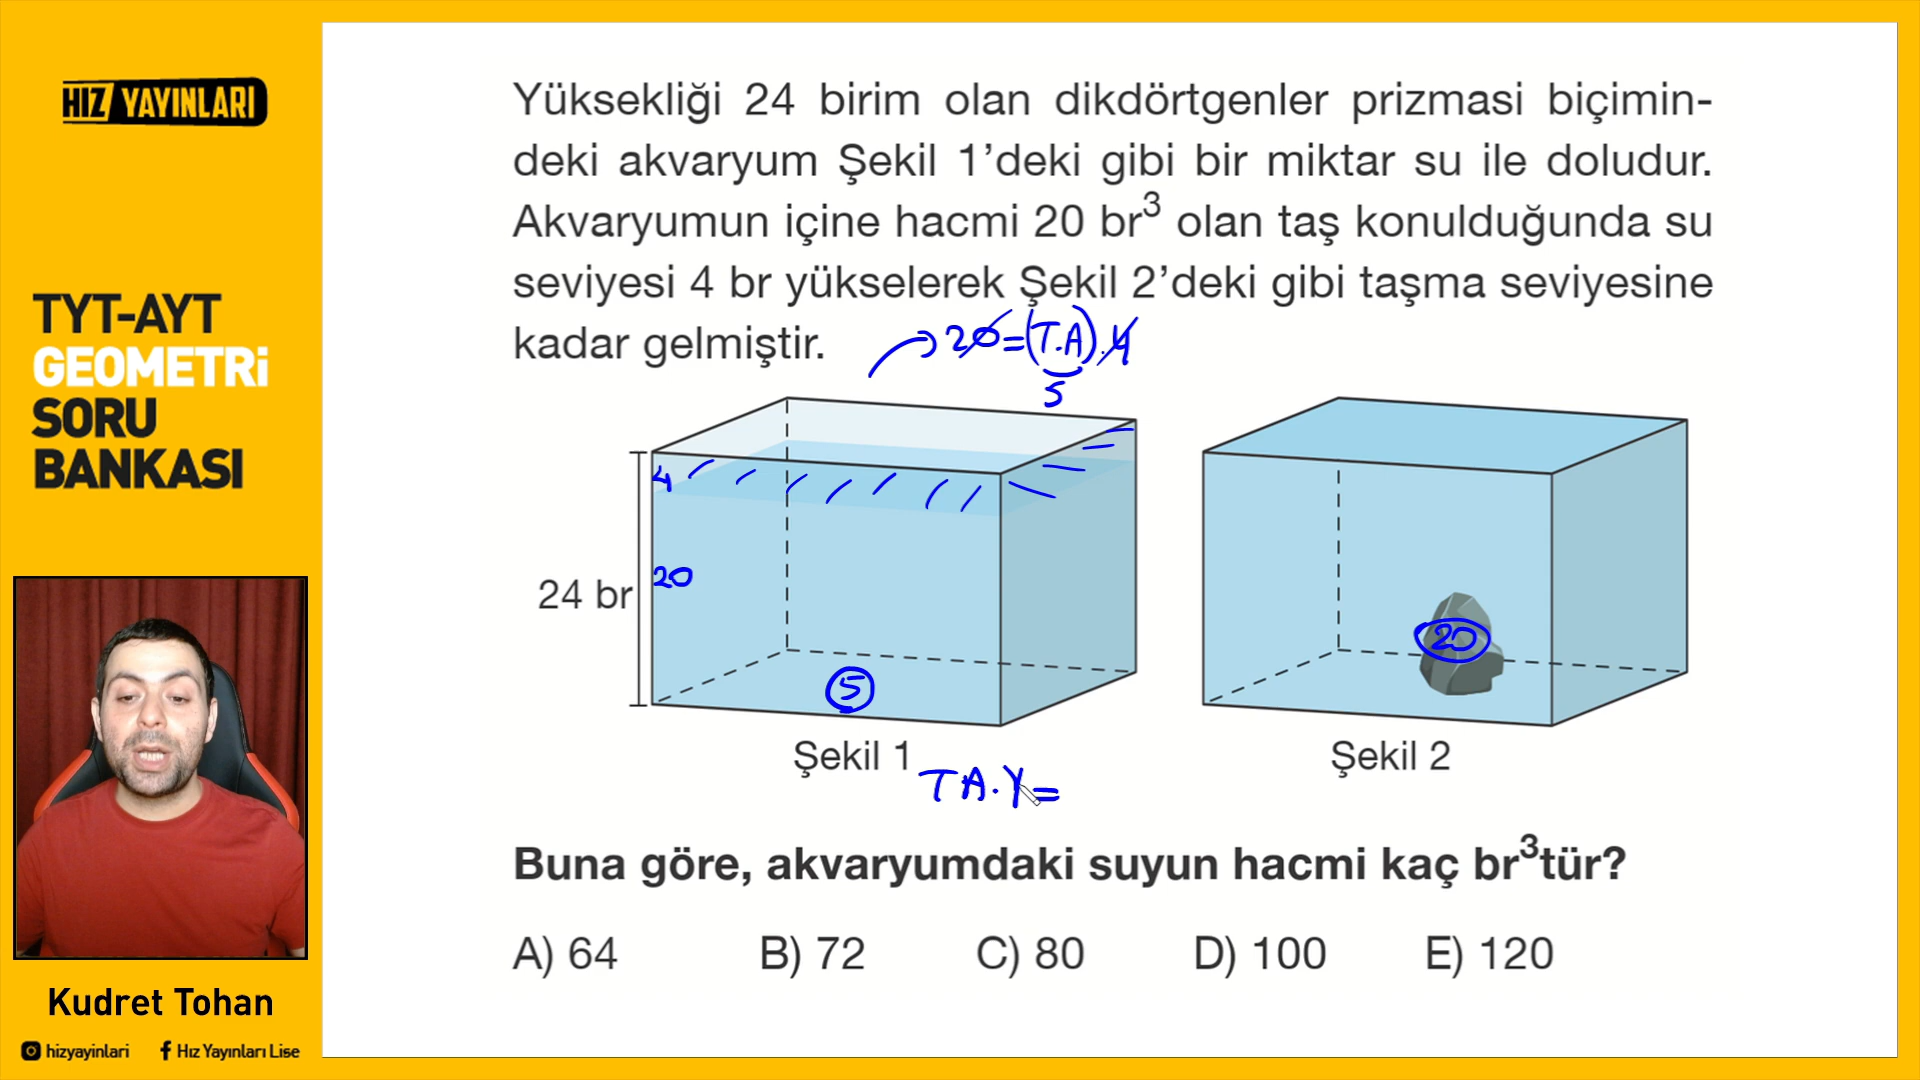 HIZ YAYINLARI
TYT-AYT
GEOMETRİ
SORU
BANKASI
Kudret Tohan
hizyayinlari
Hız Yayınları Lise
Yüksekliği 24 birim olan dikdörtgenler prizması biçimin-
deki akvaryum Şekil 1’deki gibi bir miktar su ile doludur.
Akvaryumun içine hacmi 20 br³ olan taş konulduğunda su
seviyesi 4 br yükselerek Şekil 2’deki gibi taşma seviyesine
kadar gelmiştir.
20=(T.A).4
5
4
20
24 br
5
20
Şekil 1
Şekil 2
TA.Y=
Buna göre, akvaryumdaki suyun hacmi kaç br³tür?
A) 64 B) 72 C) 80 D) 100 E) 120